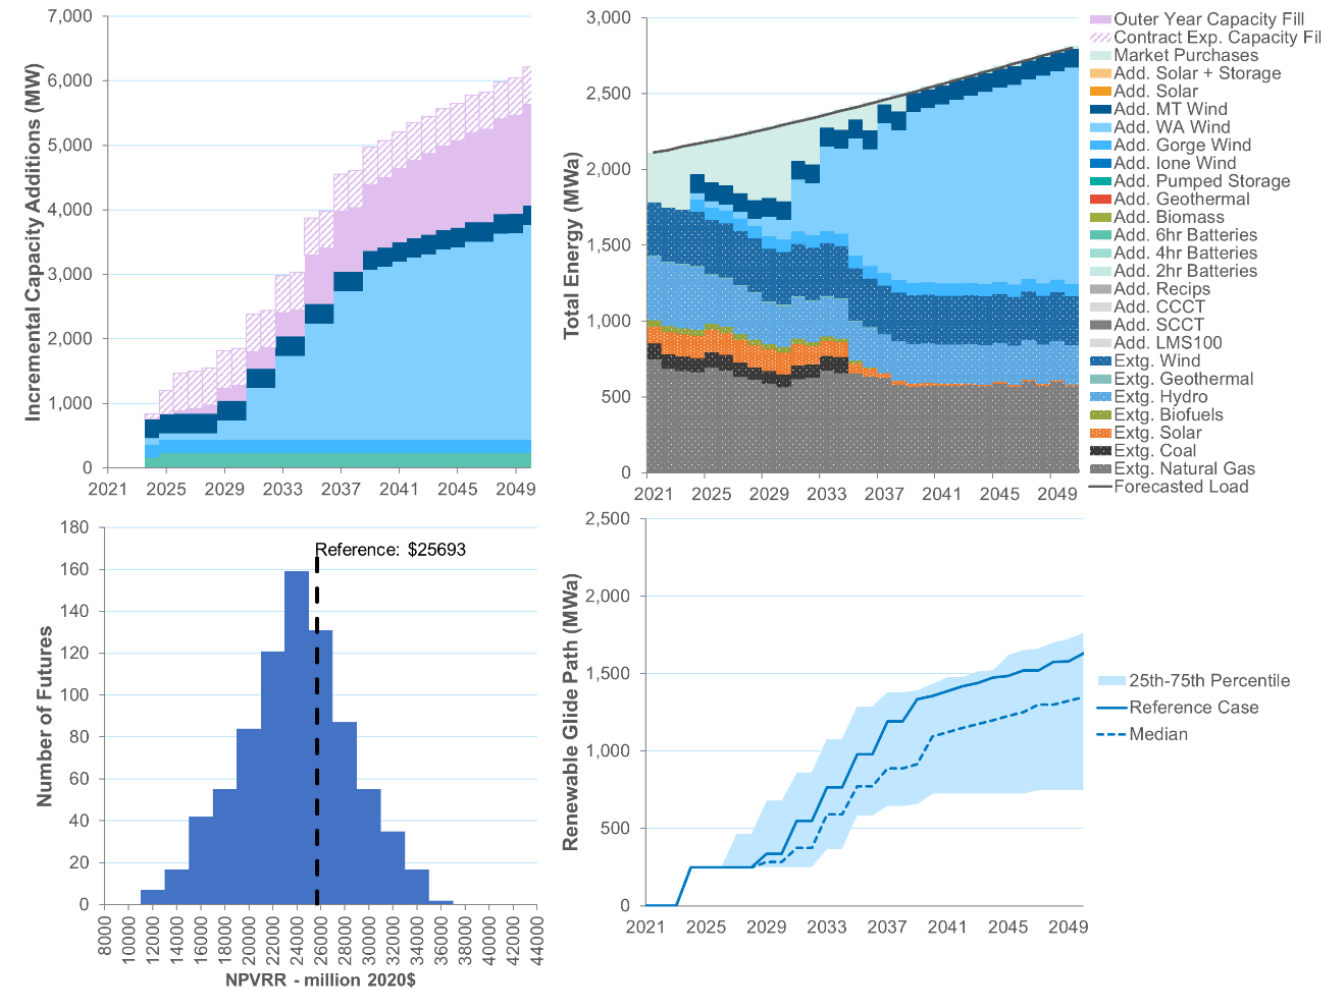 7,000
6,000
5,000
4,000
3,000
2,000
1,000
0
Incremental Capacity Additions (MW)
2021 2025 2029 2033 2037 2041 2045 2049
3,000
2,500
2,000
1,500
1,000
500
0
Total Energy (MWa)
2021 2025 2029 2033 2037 2041 2045 2049
Outer Year Capacity Fill
Contract Exp. Capacity Fil
Market Purchases
Add. Solar + Storage
Add. Solar
Add. MT Wind
Add. WA Wind
Add. Gorge Wind
Add. Ione Wind
Add. Pumped Storage
Add. Geothermal
Add. Biomass
Add. 6hr Batteries
Add. 4hr Batteries
Add. 2hr Batteries
Add. Recips
Add. CCCT
Add. SCCT
Add. LMS100
Extg. Wind
Extg. Geothermal
Extg. Hydro
Extg. Biofuels
Extg. Solar
Extg. Coal
Extg. Natural Gas
Forecasted Load
180
160
140
120
100
80
60
40
20
0
Number of Futures
Reference: $25693
8000 10000 12000 14000 16000 18000 20000 22000 24000 26000 28000 30000 32000 34000 36000 38000 40000 42000 44000
NPVRR - million 2020$
2,500
2,000
1,500
1,000
500
0
Renewable Glide Path (MWa)
2021 2025 2029 2033 2037 2041 2045 2049
25th-75th Percentile
Reference Case
Median